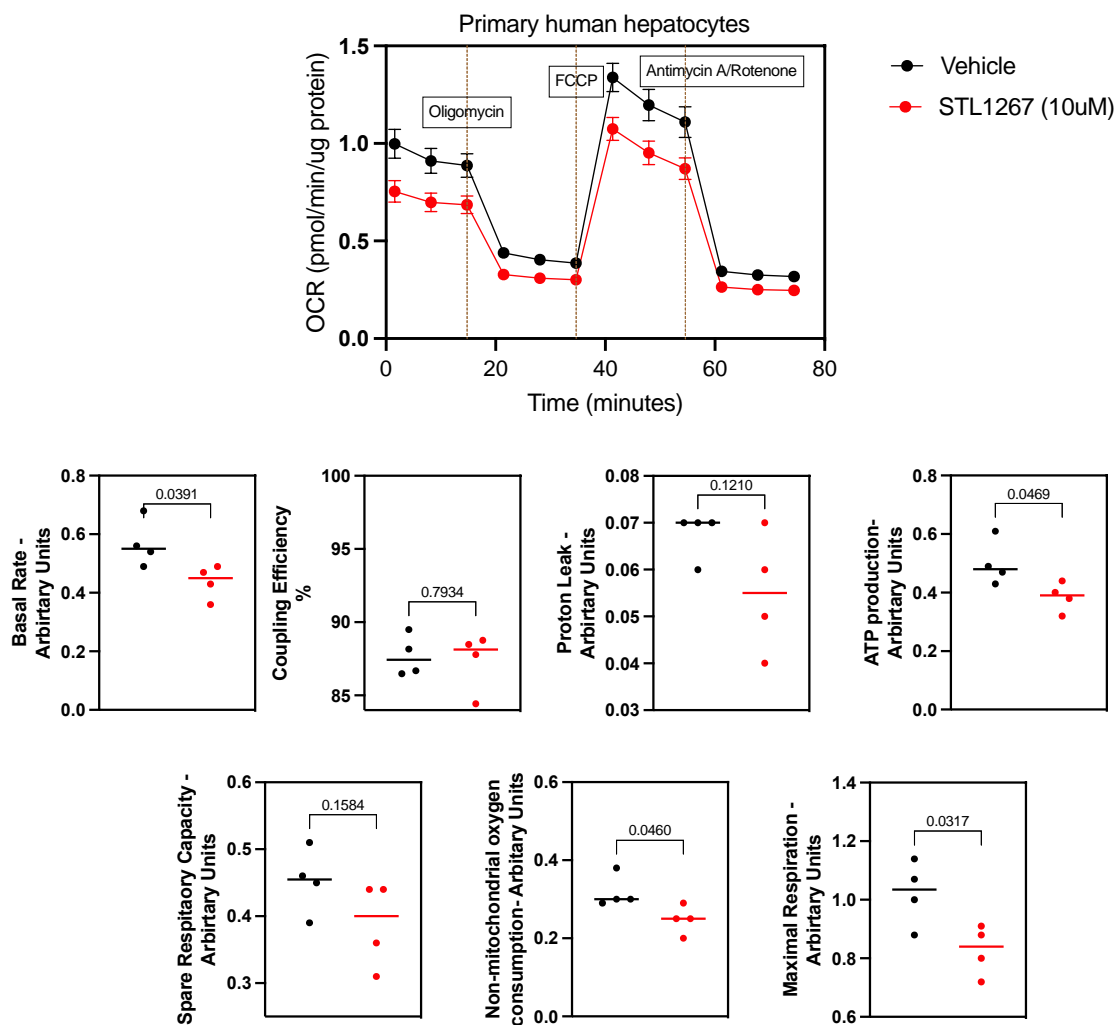 Primary human hepatocytes
OCR (pmol/min/ug protein)
1.5
1.0
0.5
0.0
Oligomycin
FCCP
Antimycin A/Rotenone
0
20
40
60
80
Time (minutes)
Vehicle
STL1267 (10uM)
Basal Rate -
Arbirtary Units
0.8
0.6
0.4
0.2
0.0
0.0391
Coupling Efficiency
%
100
95
90
85
0.7934
Proton Leak -
Arbirtary Units
0.08
0.07
0.06
0.05
0.04
0.03
0.1210
ATP production-
Arbirtary Units
0.8
0.6
0.4
0.2
0.0
0.0469
Spare Respitaory Capacity -
Arbirtary Units
0.6
0.5
0.4
0.3
0.1584
Non-mitochondrial oxygen
consumption- Arbitary Units
0.6
0.4
0.2
0.0
0.0460
Maximal Respiration -
Arbirtary Units
1.4
1.2
1.0
0.8
0.6
0.0317